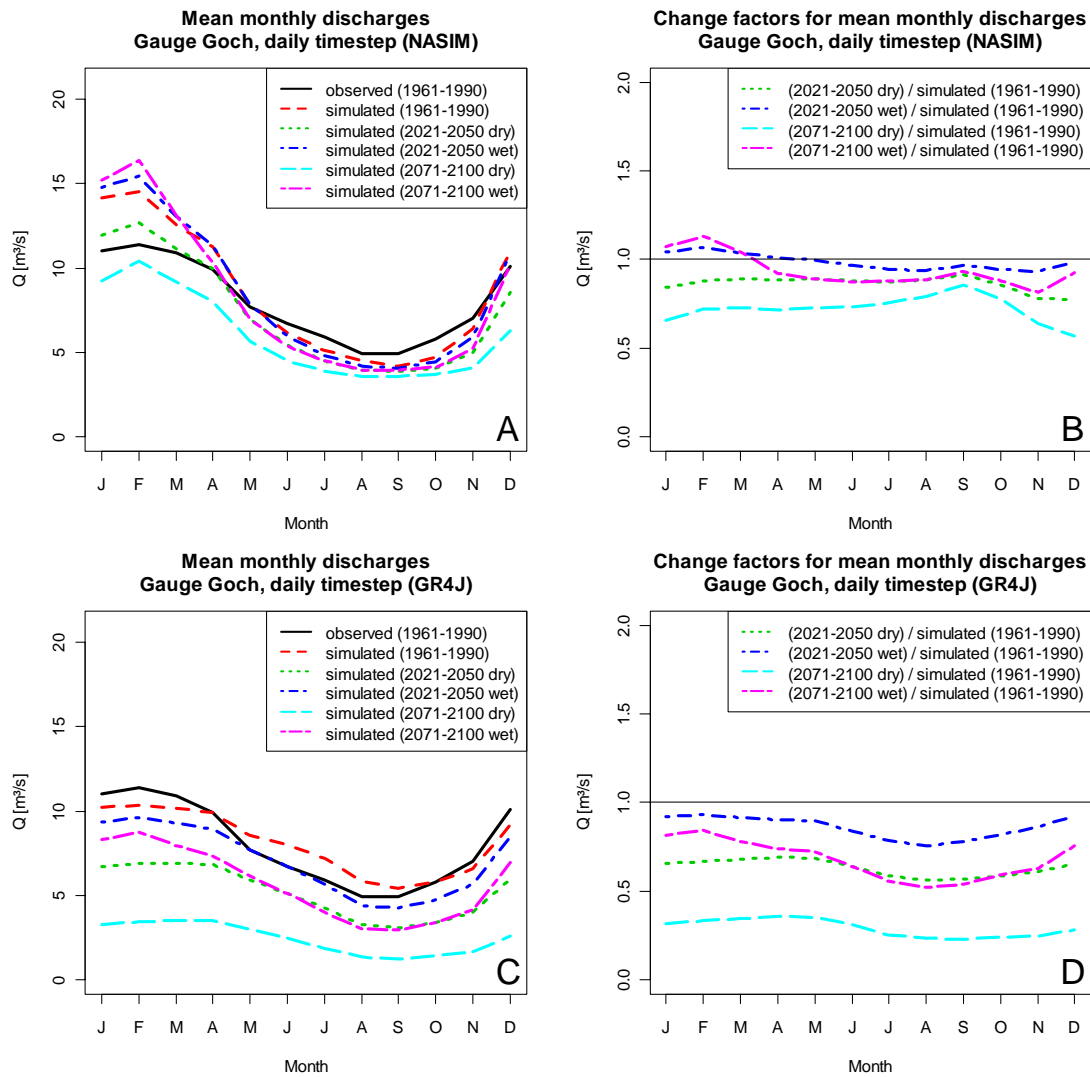 Mean monthly discharges
Gauge Goch, daily timestep (NASIM)
observed (1961-1990)
simulated (1961-1990)
simulated (2021-2050 dry)
simulated (2021-2050 wet)
simulated (2071-2100 dry)
simulated (2071-2100 wet)
Q [m³/s]
20
15
10
5
0
A
J F M A M J J A S O N D
Month
Change factors for mean monthly discharges
Gauge Goch, daily timestep (NASIM)
(2021-2050 dry) / simulated (1961-1990)
(2021-2050 wet) / simulated (1961-1990)
(2071-2100 dry) / simulated (1961-1990)
(2071-2100 wet) / simulated (1961-1990)
Q [m³/s]
2.0
1.5
1.0
0.5
0.0
B
J F M A M J J A S O N D
Month
Mean monthly discharges
Gauge Goch, daily timestep (GR4J)
observed (1961-1990)
simulated (1961-1990)
simulated (2021-2050 dry)
simulated (2021-2050 wet)
simulated (2071-2100 dry)
simulated (2071-2100 wet)
Q [m³/s]
20
15
10
5
0
C
J F M A M J J A S O N D
Month
Change factors for mean monthly discharges
Gauge Goch, daily timestep (GR4J)
(2021-2050 dry) / simulated (1961-1990)
(2021-2050 wet) / simulated (1961-1990)
(2071-2100 dry) / simulated (1961-1990)
(2071-2100 wet) / simulated (1961-1990)
Q [m³/s]
2.0
1.5
1.0
0.5
0.0
D
J F M A M J J A S O N D
Month